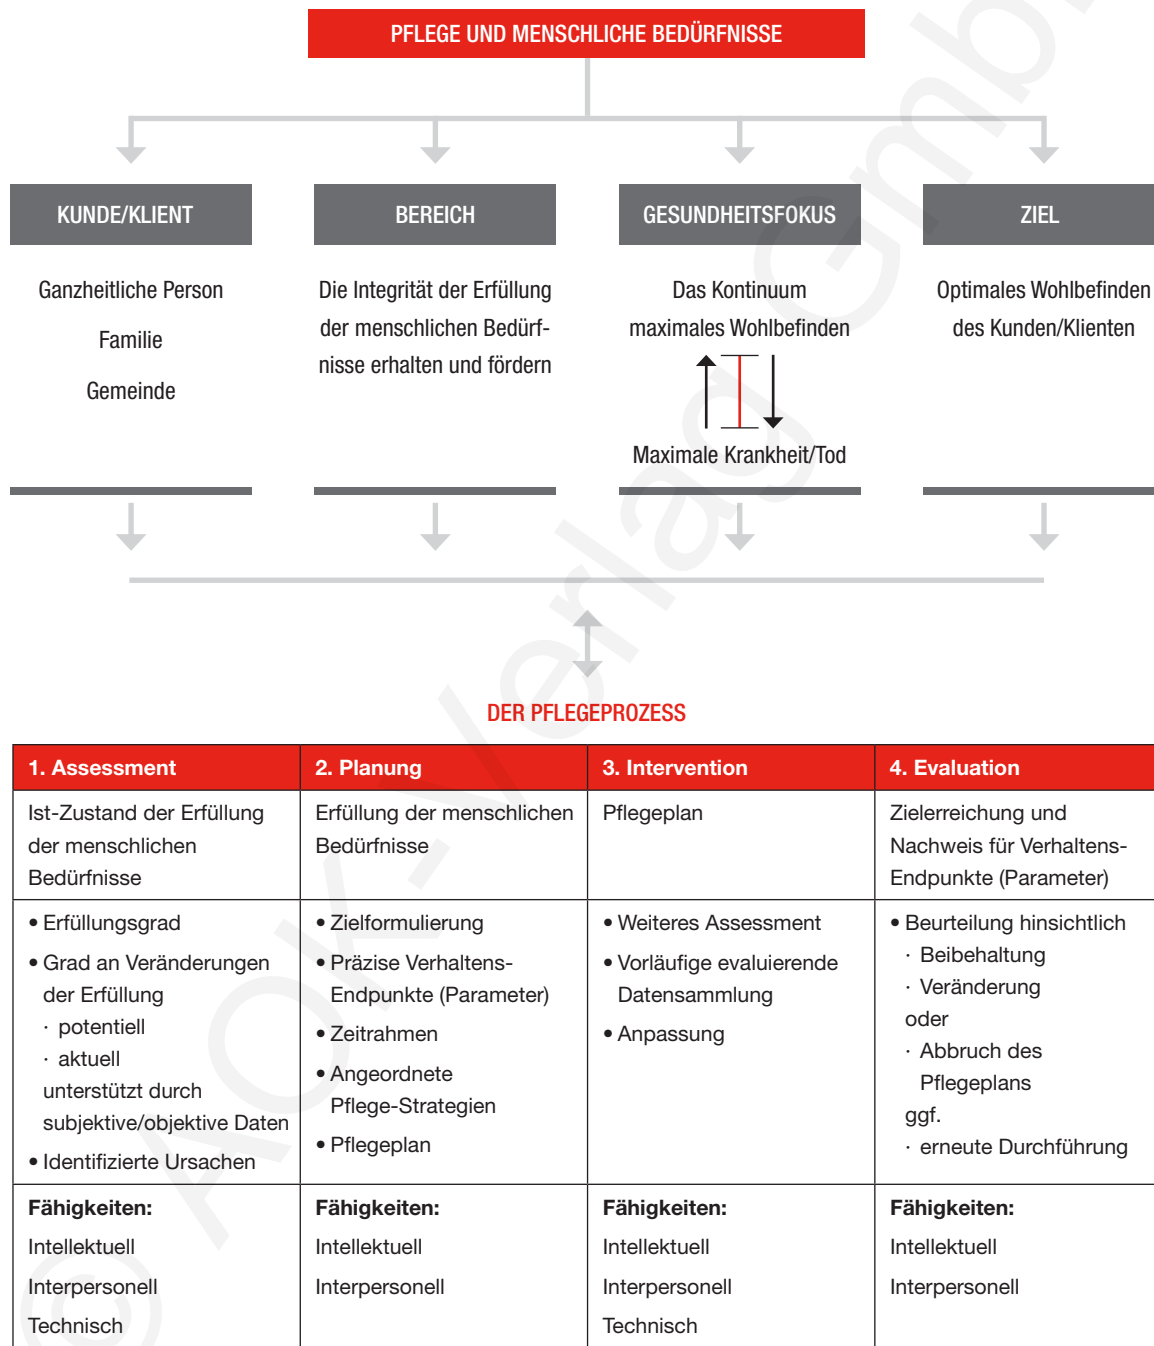 PFLEGE UND MENSCHLICHE BEDÜRFNISSE
KUNDE/KLIENT
Ganzheitliche Person
Familie
Gemeinde
BEREICH
Die Integrität der Erfüllung
der menschlichen Bedürf-
nisse erhalten und fördern
GESUNDHEITSFOKUS
Das Kontinuum
maximales Wohlbefinden
Maximale Krankheit/Tod
ZIEL
Optimales Wohlbefinden
des Kunden/Klienten
DER PFLEGEPROZESS
1. Assessment
Ist-Zustand der Erfüllung
der menschlichen
Bedürfnisse
• Erfüllungsgrad
• Grad an Veränderungen
der Erfüllung
· potentiell
· aktuell
unterstützt durch
subjektive/objektive Daten
• Identifizierte Ursachen
Fähigkeiten:
Intellektuell
Interpersonell
Technisch
2. Planung
Erfüllung der menschlichen
Bedürfnisse
• Zielformulierung
• Präzise Verhaltens-
Endpunkte (Parameter)
• Zeitrahmen
• Angeordnete
Pflege-Strategien
• Pflegeplan
Fähigkeiten:
Intellektuell
Interpersonell
3. Intervention
Pflegeplan
• Weiteres Assessment
• Vorläufige evaluierende
Datensammlung
• Anpassung
Fähigkeiten:
Intellektuell
Interpersonell
Technisch
4. Evaluation
Zielerreichung und
Nachweis für Verhaltens-
Endpunkte (Parameter)
• Beurteilung hinsichtlich
· Beibehaltung
· Veränderung
oder
· Abbruch des
Pflegeplans
ggf.
· erneute Durchführung
Fähigkeiten:
Intellektuell
Interpersonell
© AOK-Verlag GmbH